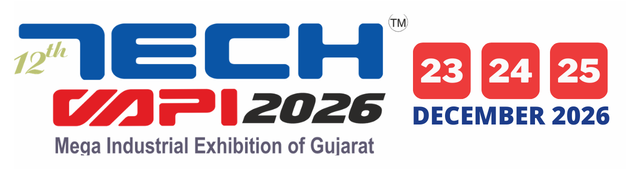 12th TECH TM
VAPI 2026
Mega Industrial Exhibition of Gujarat
23 24 25
DECEMBER 2026